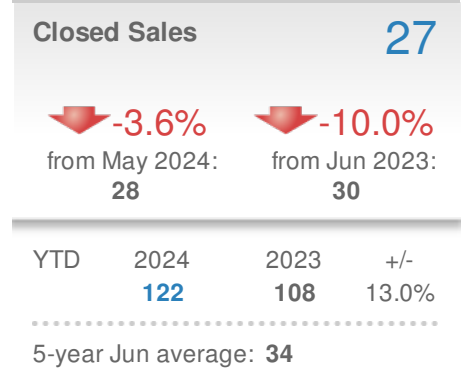 Closed Sales 27
-3.6% -10.0%
from May 2024: from Jun 2023:
28 30
YTD 2024 2023 +/-
122 108 13.0%
5-year Jun average: 34